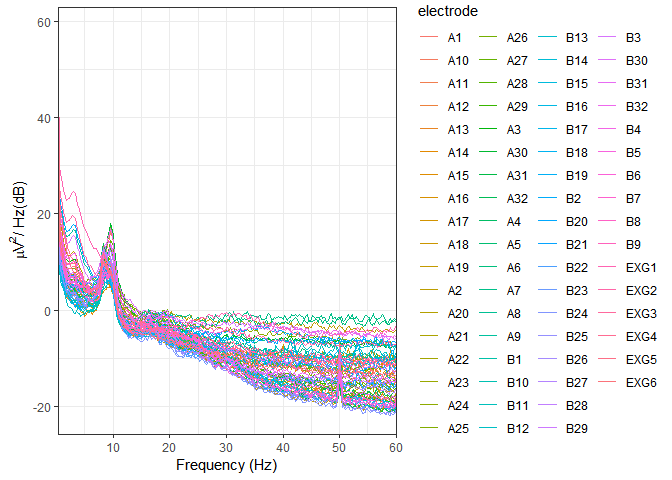 electrode
A1 A26 B13 B3
A10 A27 B14 B30
A11 A28 B15 B31
A12 A29 B16 B32
A13 A3 B17 B4
A14 A30 B18 B5
A15 A31 B19 B6
A16 A32 B2 B7
A17 A4 B20 B8
A18 A5 B21 B9
A19 A6 B22 EXG1
A2 A7 B23 EXG2
A20 A8 B24 EXG3
A21 A9 B25 EXG4
A22 B1 B26 EXG5
A23 B10 B27 EXG6
A24 B11 B28
A25 B12 B29
μV²/ Hz(dB)
60
40
20
0
-20
10 20 30 40 50 60
Frequency (Hz)